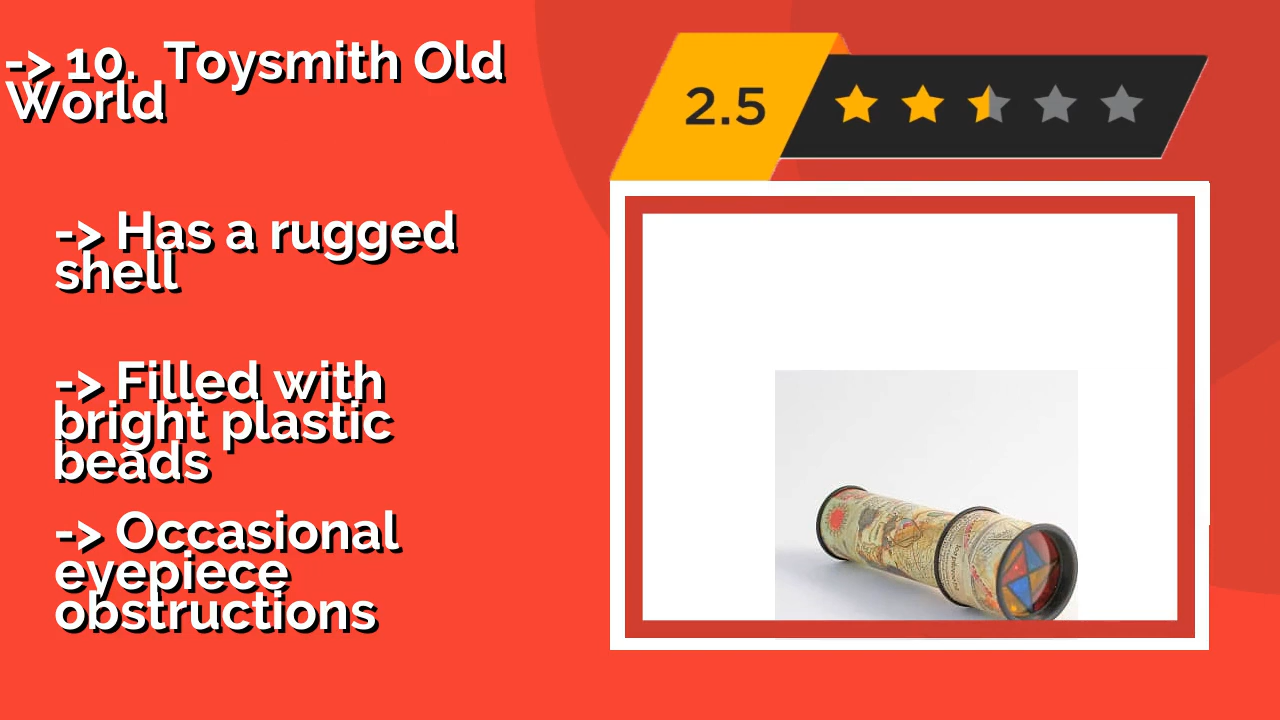 -> 10.  Toysmith Old
World
2.5
-> Has a rugged
shell
-> Filled with
bright plastic
beads
-> Occasional
eyepiece
obstructions